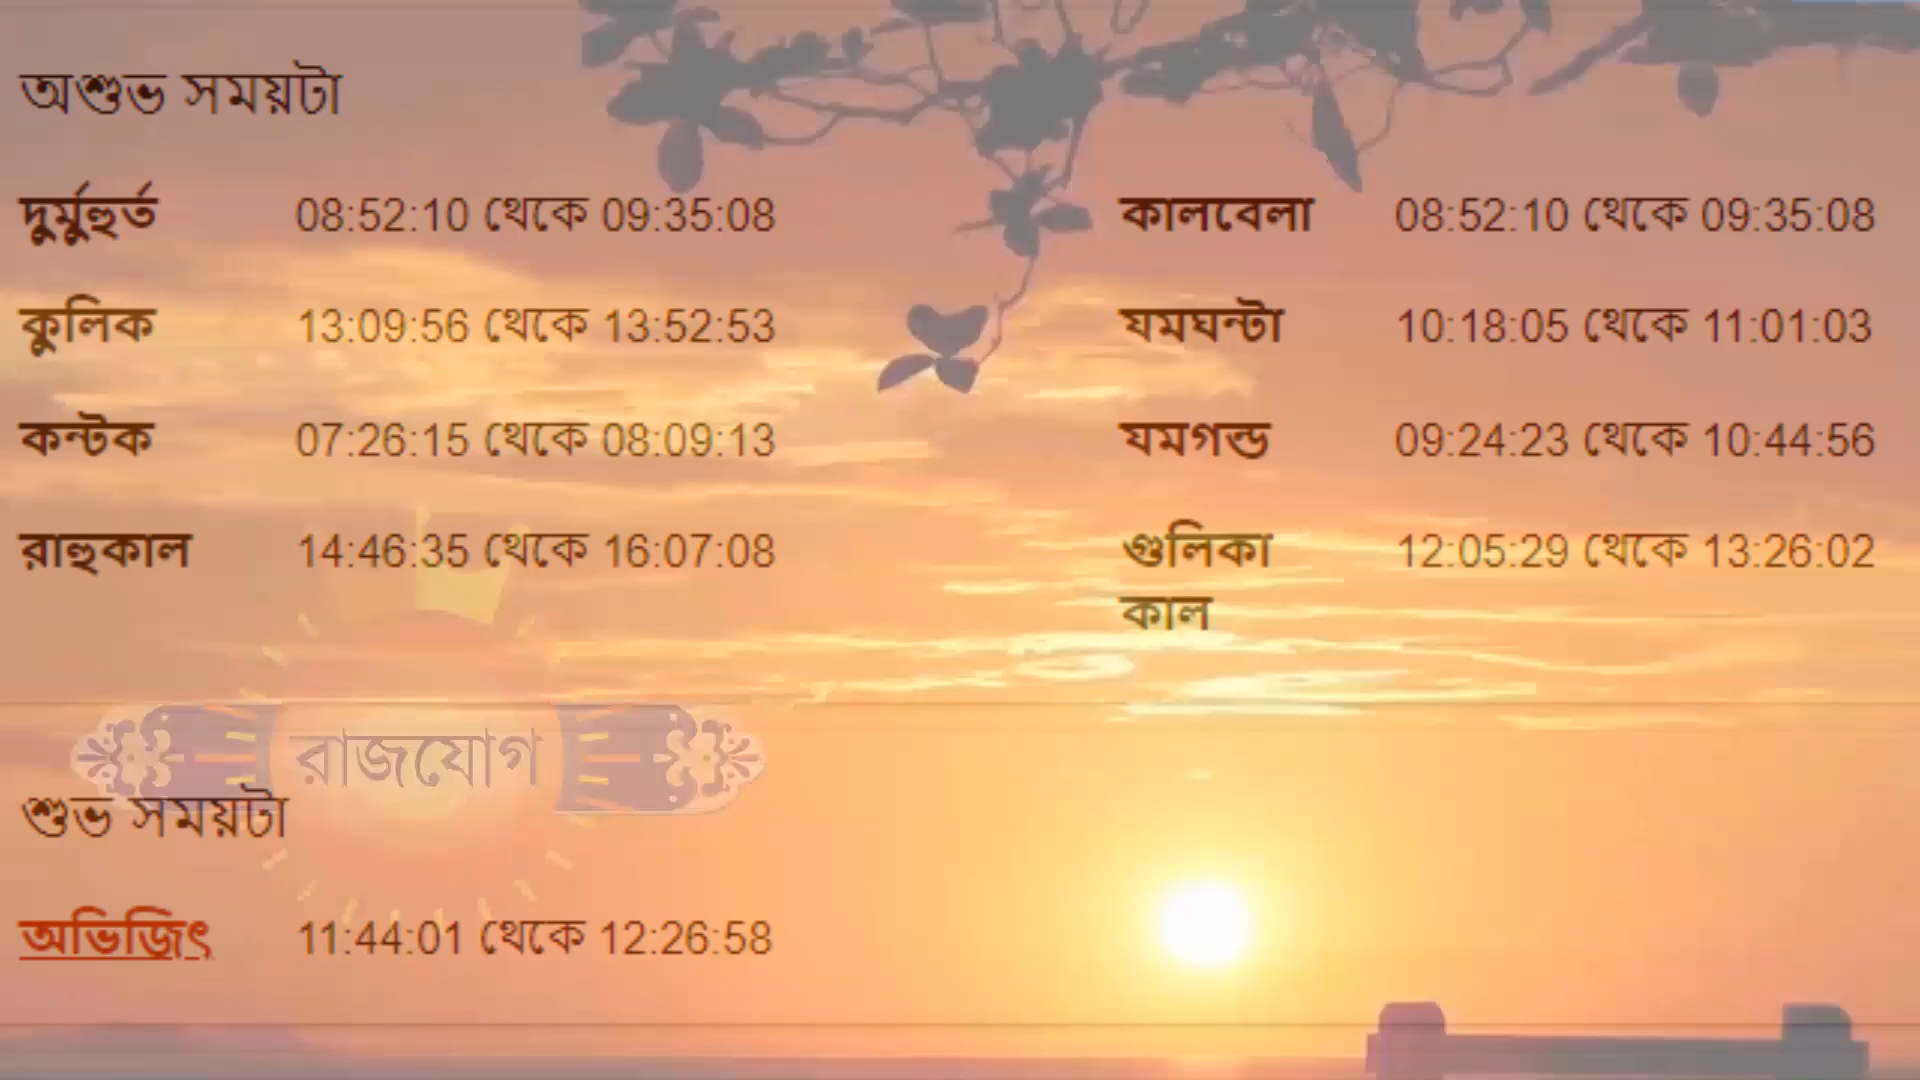 অশুভ সময়টা
দুর্মুহুর্ত 08:52:10 থেকে 09:35:08 কালবেলা 08:52:10 থেকে 09:35:08
কুলিক 13:09:56 থেকে 13:52:53 যমঘন্টা 10:18:05 থেকে 11:01:03
কন্টক 07:26:15 থেকে 08:09:13 যমগন্ড 09:24:23 থেকে 10:44:56
রাহুকাল 14:46:35 থেকে 16:07:08 গুলিকা 12:05:29 থেকে 13:26:02
কাল
রাজযোগ
শুভ সময়টা
অভিজিৎ 11:44:01 থেকে 12:26:58